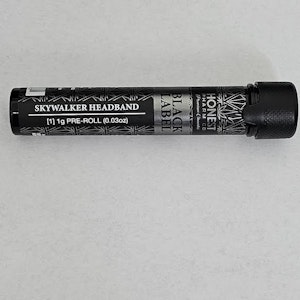 SKYWALKER HEADBAND
[1] 1g PRE-ROLL (0.03oz)
BLACK
LABEL
HONEST